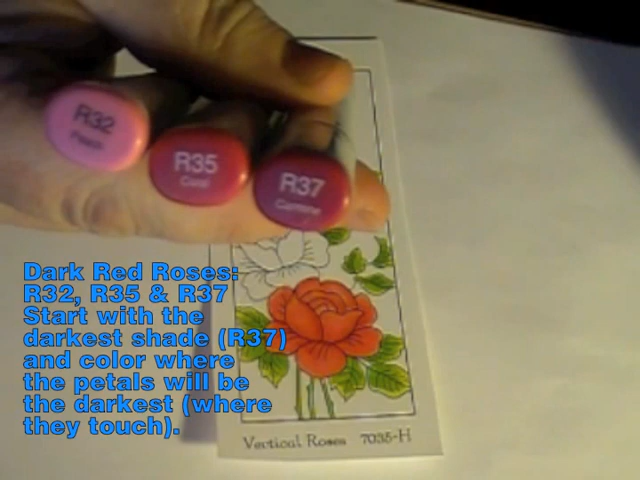 R32
Peach
R35
Coral
R37
Carmine
Dark Red Roses:
R32, R35 & R37
Start with the
darkest shade (R37)
and color where
the petals will be
the darkest (where
they touch).
Vertical Roses 7035-H